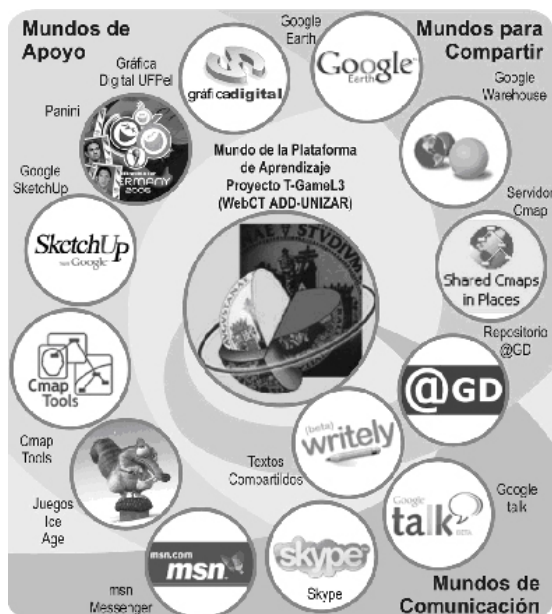 Mundos de
Apoyo
Google
Earth
Mundos para
Compartir
Gráfica
Digital UFPel
gráficadigital
Google
Earth
Google
Warehouse
Panini
GERMANY
2006
Mundo de la Plataforma
de Aprendizaje
Proyecto T-GameL3
(WebCT ADD-UNIZAR)
Google
SketchUp
Servidor
Cmap
SketchUp
Google
Shared Cmaps
in Places
Repositorio
@GD
Cmap
Tools
@GD
(beta)
writely
Cmap
Tools
Textos
Compartidos
Juegos
Ice
Age
Google
talk
BETA
Google
talk
msn.com
msn
skype
Skype
msn
Messenger
Mundos de
Comunicación